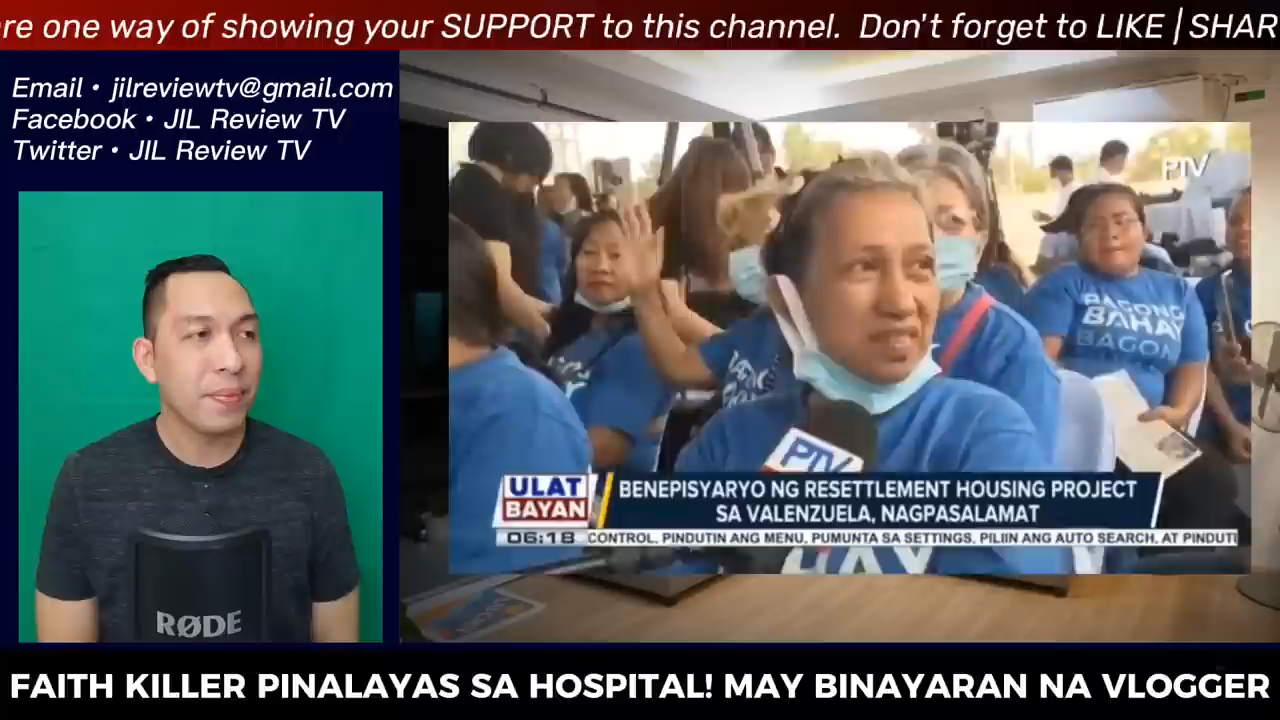 re one way of showing your SUPPORT to this channel. Don't forget to LIKE | SHAR
Email • jilreviewtv@gmail.com
Facebook • JIL Review TV
Twitter • JIL Review TV
PTV
BAGONG
BAHAY
BAGON
PTV
ULAT
BAYAN
BENEPISYARYO NG RESETTLEMENT HOUSING PROJECT
SA VALENZUELA, NAGPASALAMAT
06:18 CONTROL, PINDUTIN ANG MENU, PUMUNTA SA SETTINGS, PILIIN ANG AUTO SEARCH, AT PINDUTI
RØDE
FAITH KILLER PINALAYAS SA HOSPITAL! MAY BINAYARAN NA VLOGGER